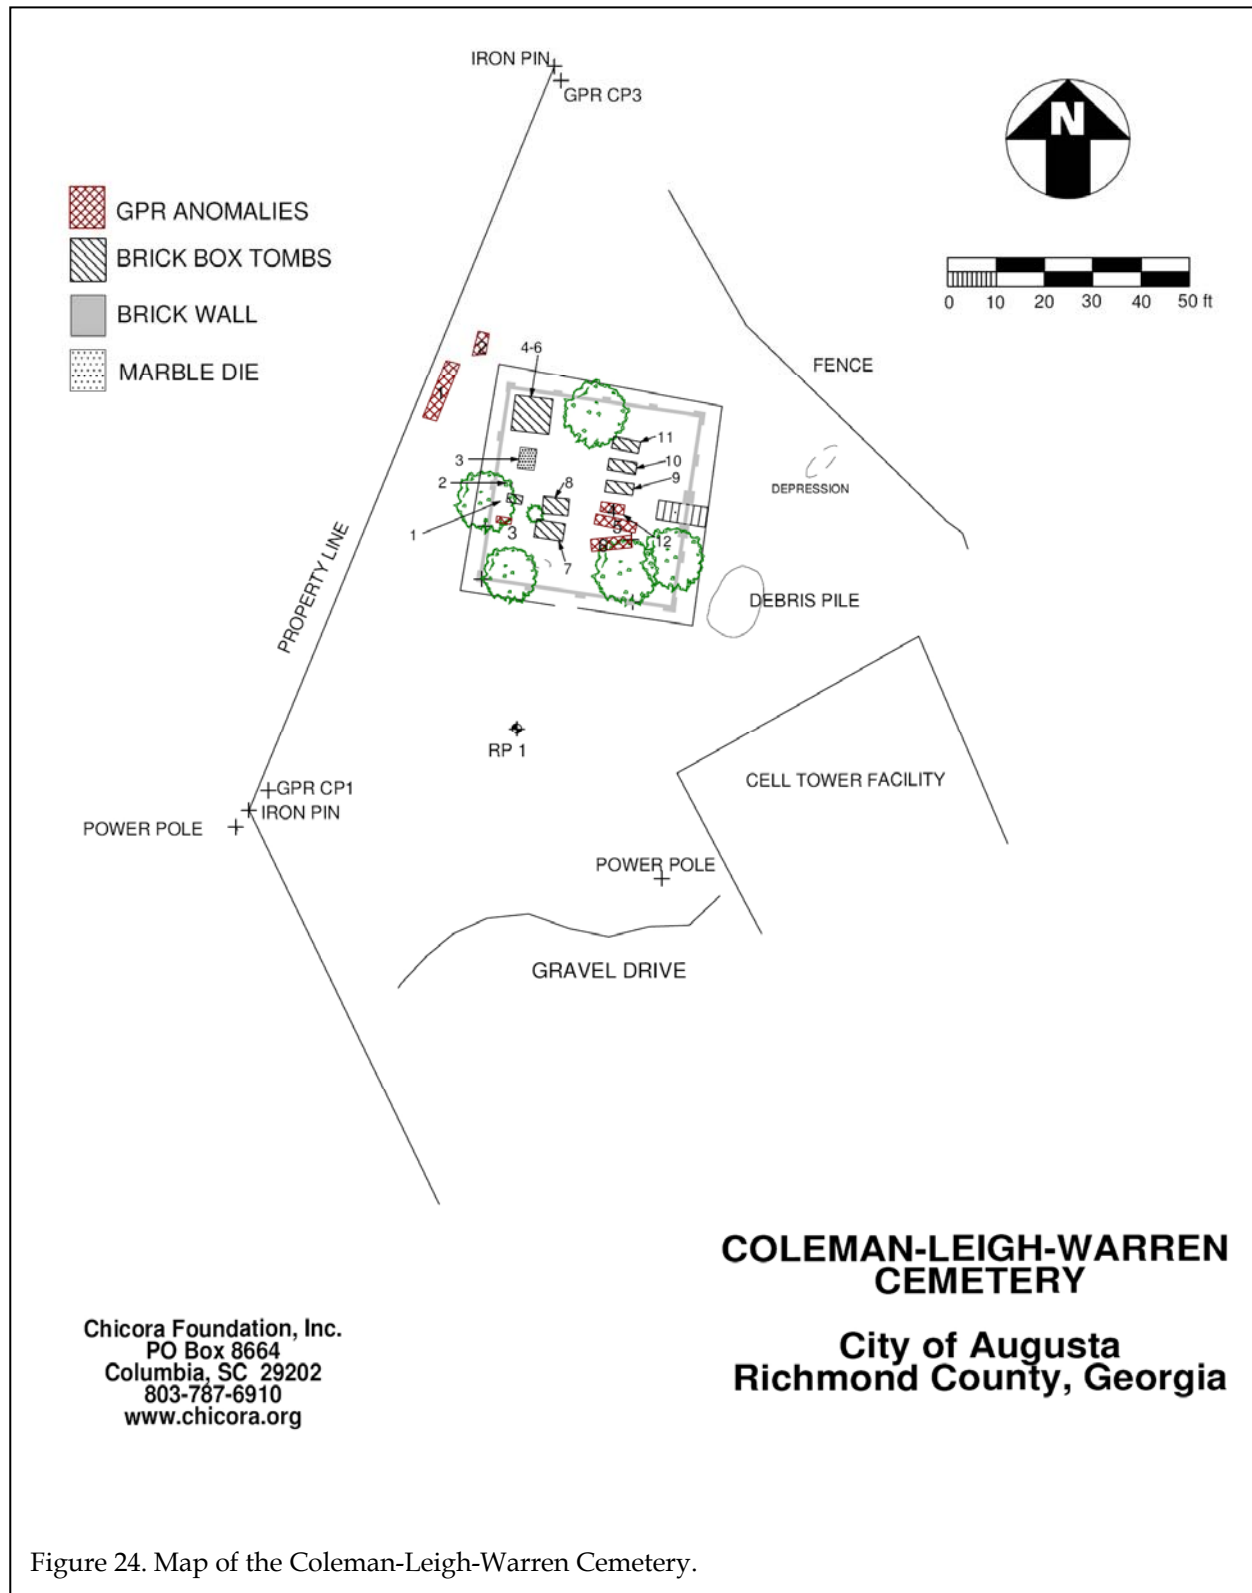 IRON PIN
GPR CP3
N
GPR ANOMALIES
BRICK BOX TOMBS
BRICK WALL
MARBLE DIE
0 10 20 30 40 50 ft
FENCE
2
4-6
1
11
3
10
8
9
2
DEPRESSION
4
5
1
3
12
7
DEBRIS PILE
PROPERTY LINE
RP 1
CELL TOWER FACILITY
GPR CP1
IRON PIN
POWER POLE
POWER POLE
GRAVEL DRIVE
COLEMAN-LEIGH-WARREN
CEMETERY
City of Augusta
Richmond County, Georgia
Chicora Foundation, Inc.
PO Box 8664
Columbia, SC 29202
803-787-6910
www.chicora.org
Figure 24. Map of the Coleman-Leigh-Warren Cemetery.